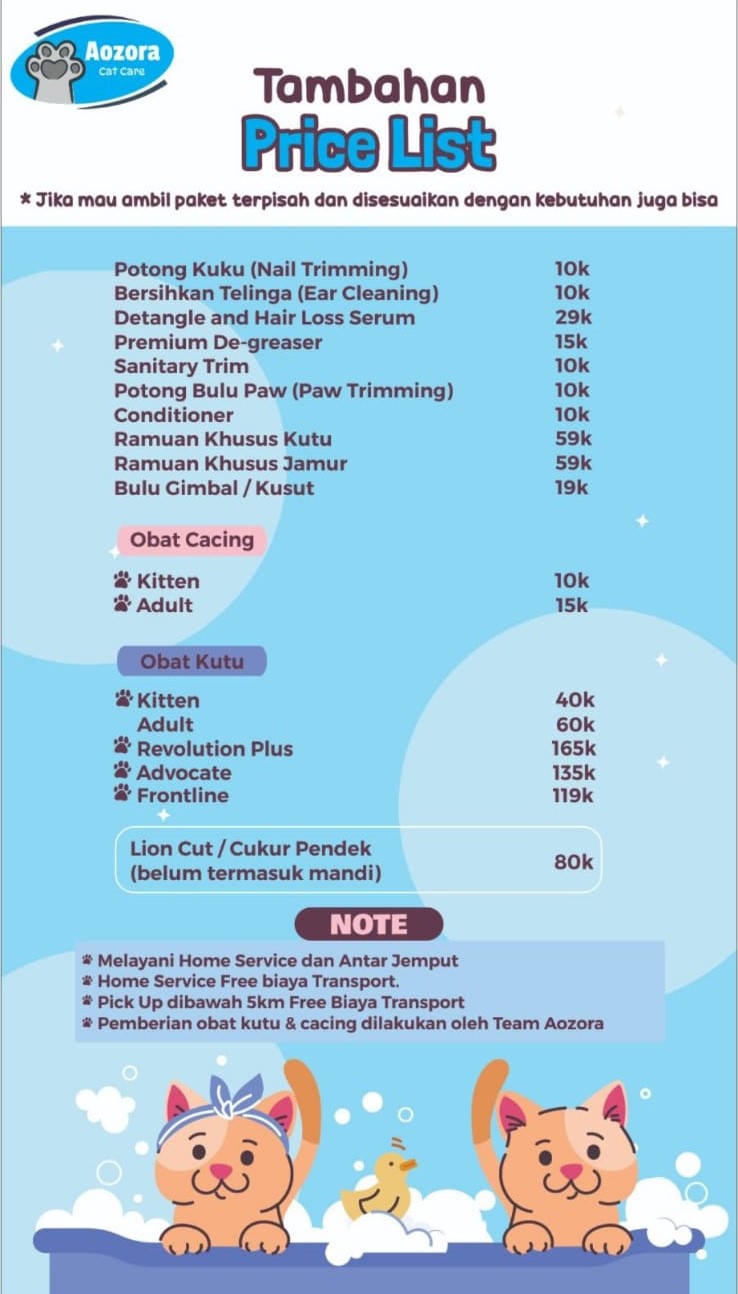 Aozora
Cat Care
Tambahan
Price List
* Jika mau ambil paket terpisah dan disesuaikan dengan kebutuhan juga bisa
Potong Kuku (Nail Trimming) 10k
Bersihkan Telinga (Ear Cleaning) 10k
Detangle and Hair Loss Serum 29k
Premium De-greaser 15k
Sanitary Trim 10k
Potong Bulu Paw (Paw Trimming) 10k
Conditioner 10k
Ramuan Khusus Kutu 59k
Ramuan Khusus Jamur 59k
Bulu Gimbal / Kusut 19k
Obat Cacing
Kitten 10k
Adult 15k
Obat Kutu
Kitten 40k
Adult 60k
Revolution Plus 165k
Advocate 135k
Frontline 119k
Lion Cut / Cukur Pendek
(belum termasuk mandi) 80k
NOTE
Melayani Home Service dan Antar Jemput
Home Service Free biaya Transport.
Pick Up dibawah 5km Free Biaya Transport
Pemberian obat kutu & cacing dilakukan oleh Team Aozora